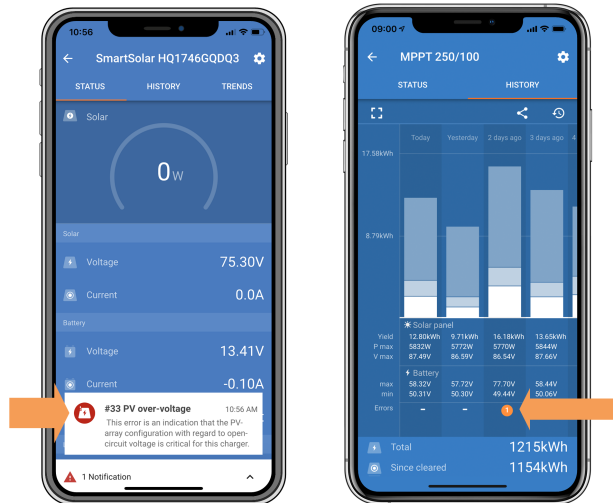 10:56
SmartSolar HQ1746GQDQ3
STATUS HISTORY TRENDS
Solar
0W
Solar
Voltage 75.30V
Current 0.0A
Battery
Voltage 13.41V
Current -0.10A
#33 PV over-voltage 10:56 AM
This error is an indication that the PV-
array configuration with regard to open-
circuit voltage is critical for this charger.
1 Notification
09:00
MPPT 250/100
STATUS HISTORY
Today Yesterday 2 days ago 3 days ago 4
17.58kWh
8.79kWh
Solar panel
Yield 12.80kWh 9.71kWh 16.18kWh 13.65kWh
P max 5832W 5772W 5770W 5844W
V max 87.49V 86.59V 86.54V 87.66V
Battery
max 58.32V 57.72V 77.70V 58.44V
min 50.31V 50.30V 49.44V 50.06V
Errors – – 1
Total 1215kWh
Since cleared 1154kWh